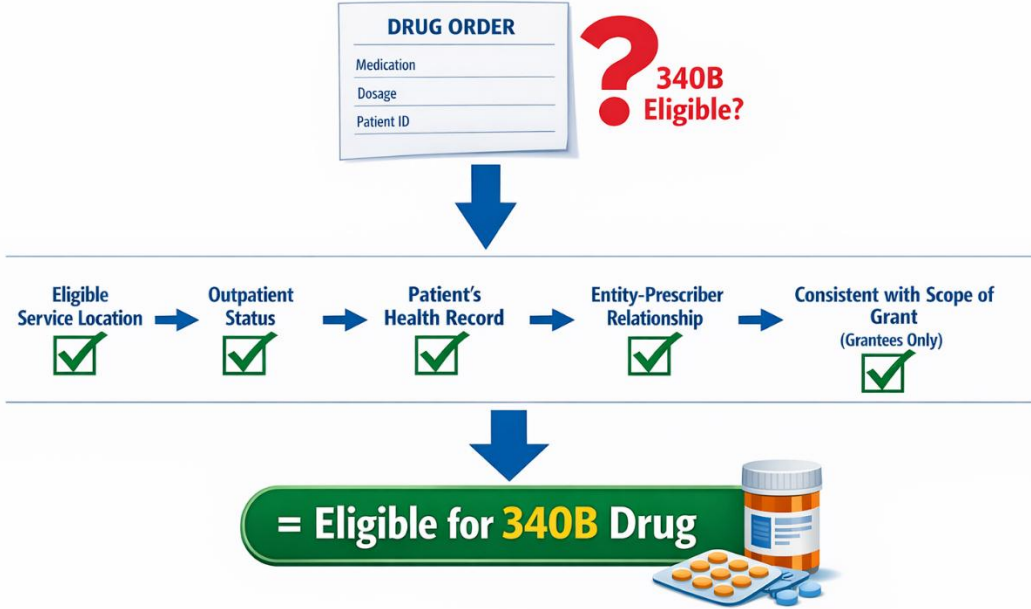 DRUG ORDER
Medication
Dosage
Patient ID
?
340B
Eligible?
Eligible
Service Location
Outpatient
Status
Patient's
Health Record
Entity-Prescriber
Relationship
Consistent with Scope of
Grant
(Grantees Only)
= Eligible for 340B Drug